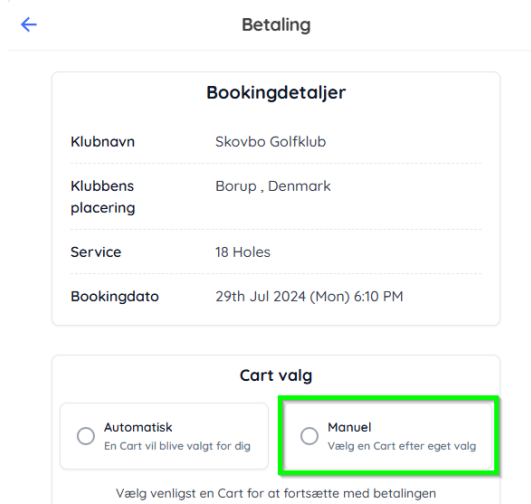 Betaling
Bookingdetaljer
Klubnavn Skovbo Golfklub
Klubbens placering Borup , Denmark
Service 18 Holes
Bookingdato 29th Jul 2024 (Mon) 6:10 PM
Cart valg
Automatisk
En Cart vil blive valgt for dig
Manuel
Vælg en Cart efter eget valg
Vælg venligst en Cart for at fortsætte med betalingen